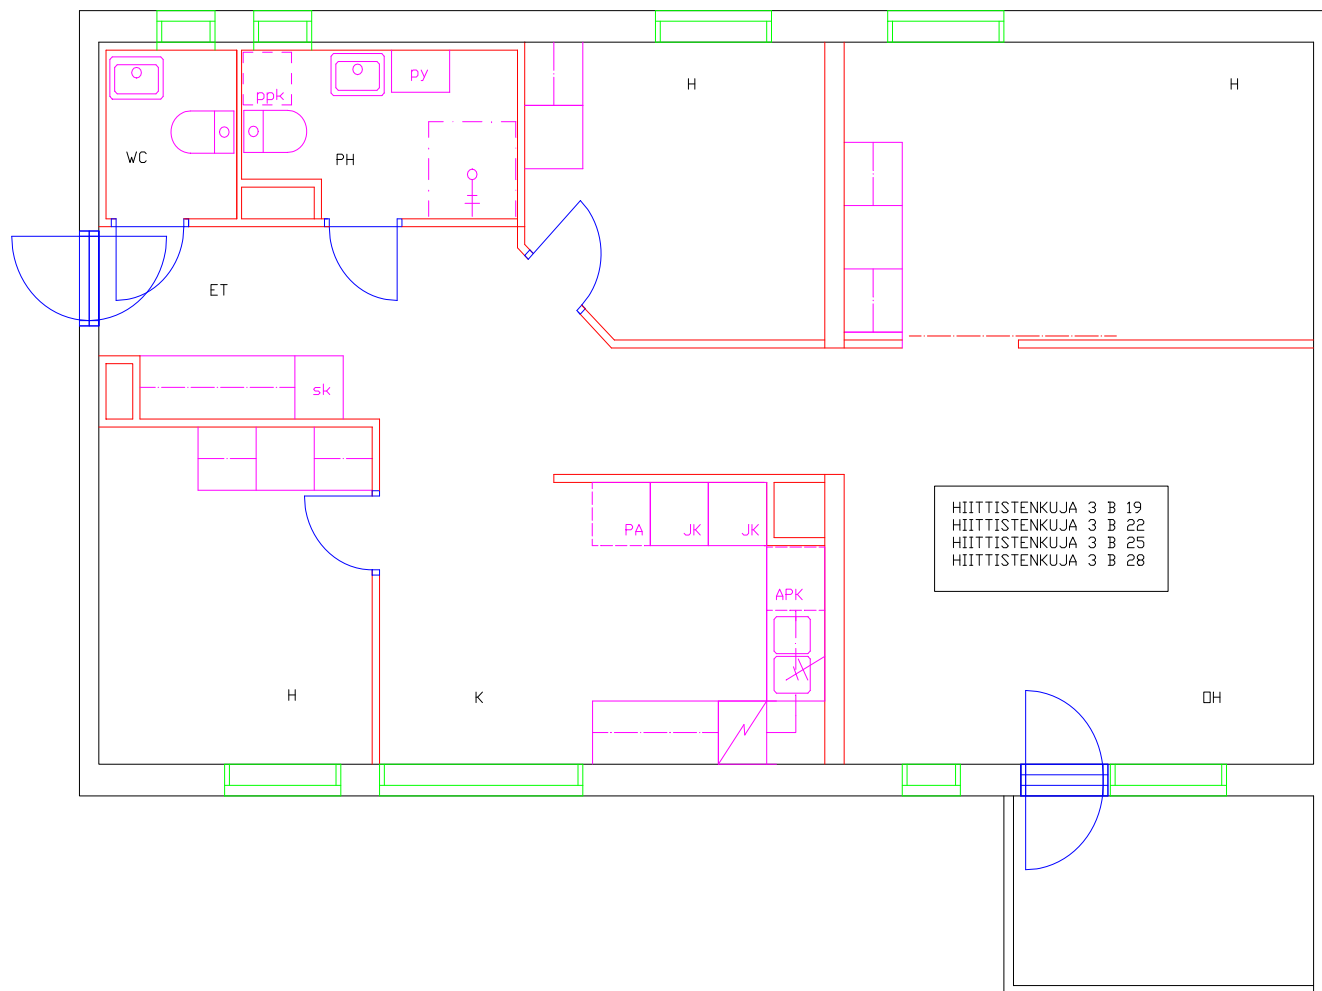 H
H
py
ppk
WC
PH
ET
sk
HIITTISTENKUJA 3 B 19
HIITTISTENKUJA 3 B 22
HIITTISTENKUJA 3 B 25
HIITTISTENKUJA 3 B 28
PA
JK
JK
APK
H
K
OH